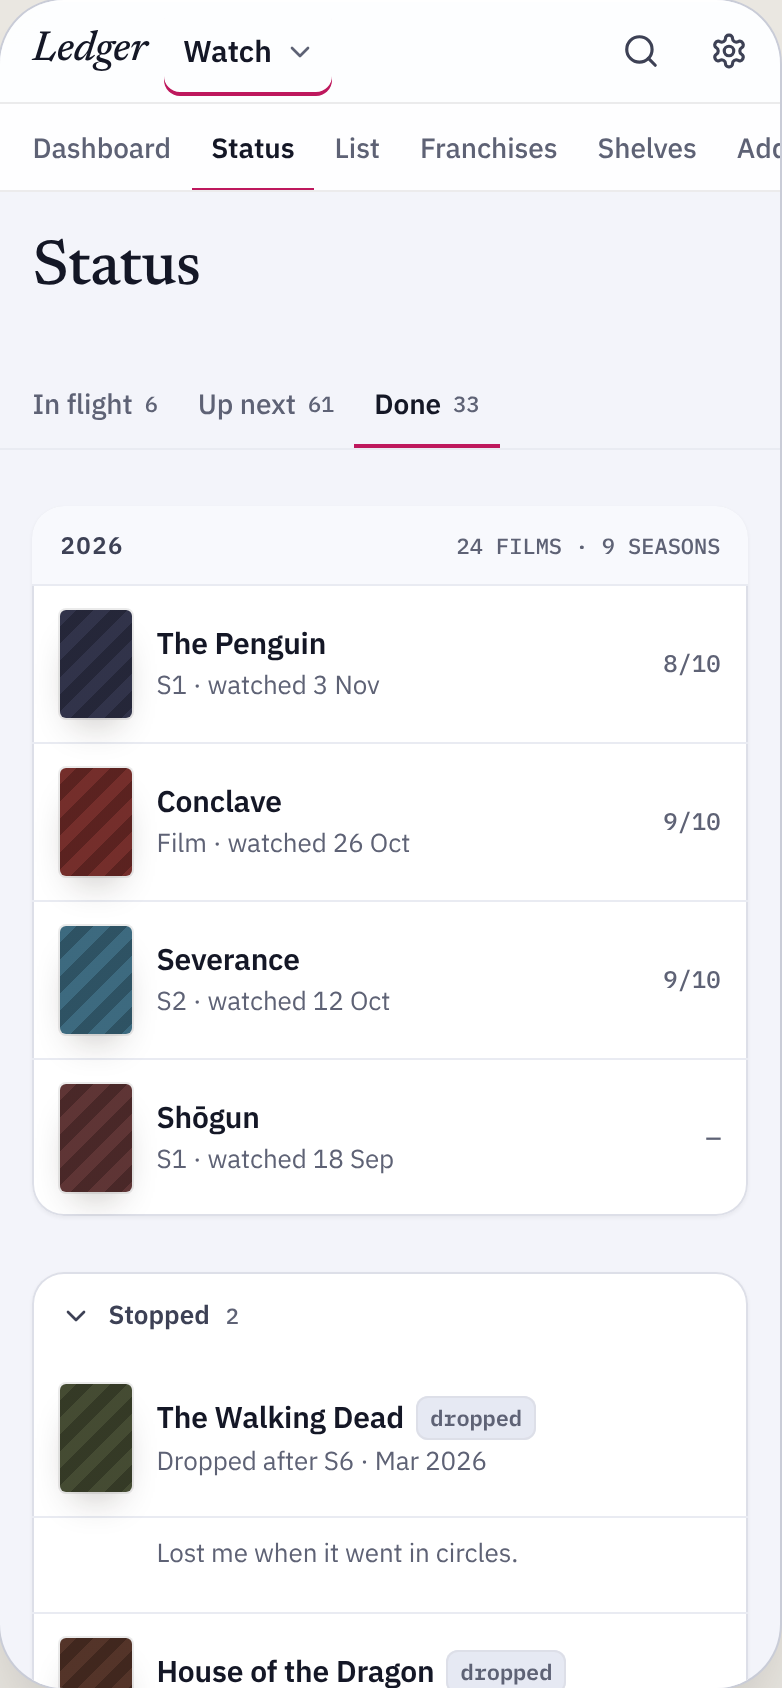 Ledger Watch
Dashboard Status List Franchises Shelves Add
Status
In flight 6 Up next 61 Done 33
2026 24 FILMS · 9 SEASONS
The Penguin
S1 · watched 3 Nov
8/10
Conclave
Film · watched 26 Oct
9/10
Severance
S2 · watched 12 Oct
9/10
Shōgun
S1 · watched 18 Sep
–
Stopped 2
The Walking Dead dropped
Dropped after S6 · Mar 2026
Lost me when it went in circles.
House of the Dragon dropped